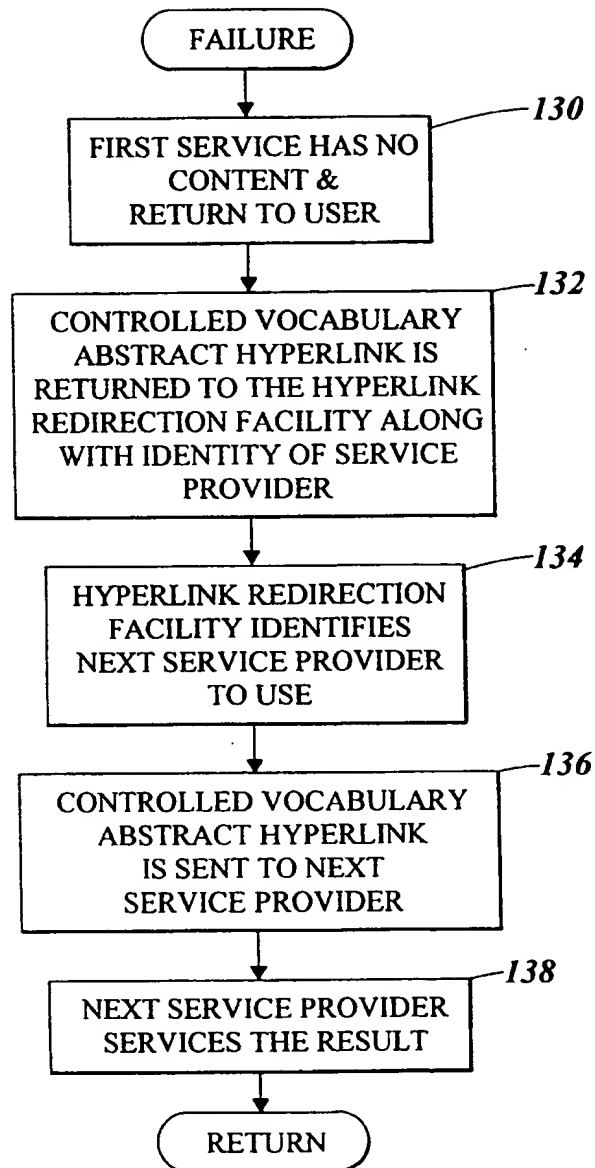 FAILURE
130
FIRST SERVICE HAS NO
CONTENT &
RETURN TO USER
132
CONTROLLED VOCABULARY
ABSTRACT HYPERLINK IS
RETURNED TO THE HYPERLINK
REDIRECTION FACILITY ALONG
WITH IDENTITY OF SERVICE
PROVIDER
134
HYPERLINK REDIRECTION
FACILITY IDENTIFIES
NEXT SERVICE PROVIDER
TO USE
136
CONTROLLED VOCABULARY
ABSTRACT HYPERLINK
IS SENT TO NEXT
SERVICE PROVIDER
138
NEXT SERVICE PROVIDER
SERVICES THE RESULT
RETURN